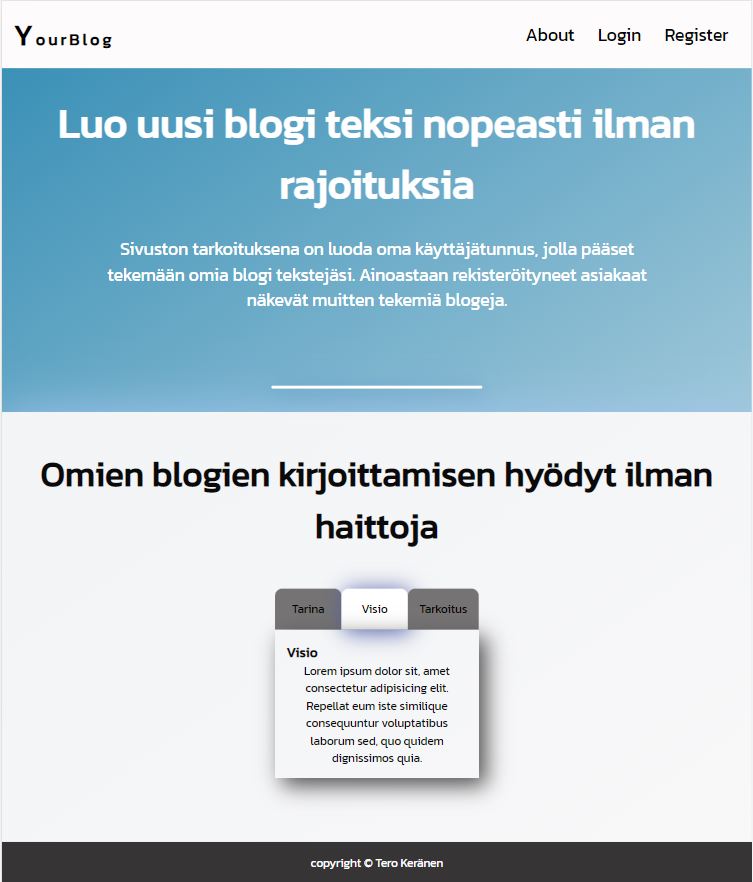 YourBlog
About Login Register
Luo uusi blogi teksi nopeasti ilman
rajoituksia
Sivuston tarkoituksena on luoda oma käyttäjätunnus, jolla pääset
tekemään omia blogi tekstejäsi. Ainoastaan rekisteröityneet asiakaat
näkevät muitten tekemiä blogeja.
Omien blogien kirjoittamisen hyödyt ilman
haittoja
Tarina Visio Tarkoitus
Visio
Lorem ipsum dolor sit, amet
consectetur adipisicing elit.
Repellat eum iste similique
consequuntur voluptatibus
laborum sed, quo quidem
dignissimos quia.
copyright © Tero Keränen